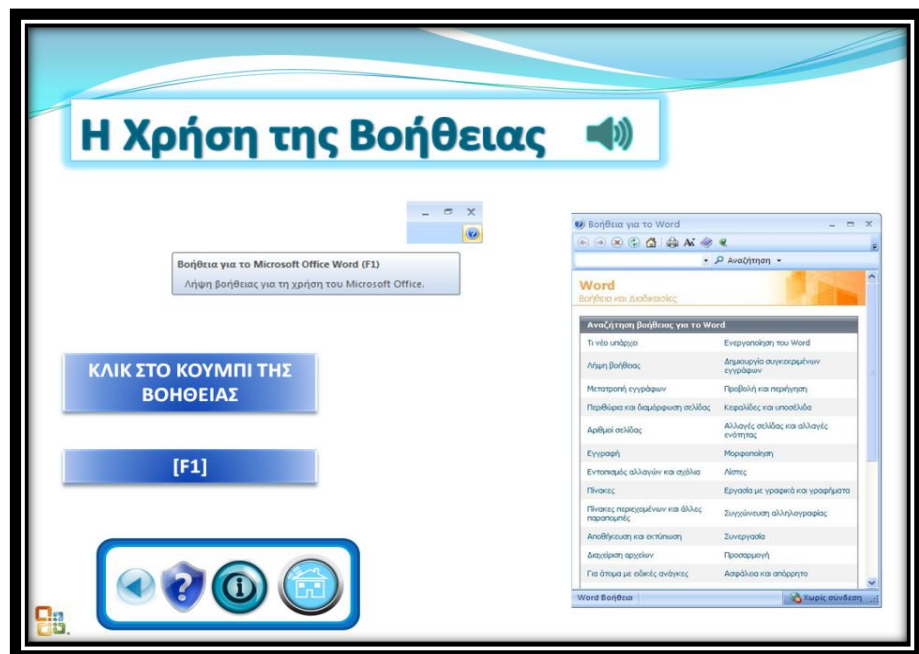 Η Χρήση της Βοήθειας
Βοήθεια για το Microsoft Office Word (F1)
Λήψη βοήθειας για τη χρήση του Microsoft Office.
ΚΛΙΚ ΣΤΟ ΚΟΥΜΠΙ ΤΗΣ
ΒΟΗΘΕΙΑΣ
[F1]
Βοήθεια για το Word
Αναζήτηση
Word
Βοήθεια και Διαδικασίες
Αναζήτηση βοήθειας για το Word
Τι νέο υπάρχει Ενεργοποίηση του Word
Λήψη βοήθειας Δημιουργία συγκεκριμένων
εγγράφων
Μετατροπή εγγράφων Προβολή και περιήγηση
Περιθώρια και διαμόρφωση σελίδας Κεφαλίδες και υποσέλιδα
Αριθμοί σελίδας Αλλαγές σελίδας και αλλαγές
ενότητας
Εγγραφή Μορφοποίηση
Εντοπισμός αλλαγών και σχόλια Λίστες
Πίνακες Εργασία με γραφικά και γραφήματα
Πίνακες περιεχομένων και άλλες
παραπομπές Συγχώνευση αλληλογραφίας
Αποθήκευση και εκτύπωση Συνεργασία
Διαχείριση αρχείων Προσαρμογή
Για άτομα με ειδικές ανάγκες Ασφάλεια και απόρρητο
Word Βοήθεια Χωρίς σύνδεση